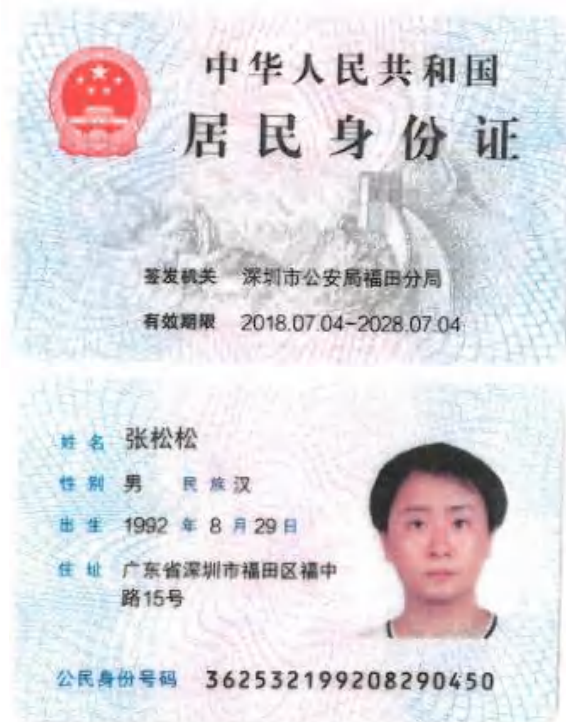 中华人民共和国
居民身份证
签发机关 深圳市公安局福田分局
有效期限 2018.07.04-2028.07.04
姓名 张松松
性别 男 民族 汉
出生 1992 年 8 月 29 日
住址 广东省深圳市福田区福中
路15号
公民身份号码 362532199208290450